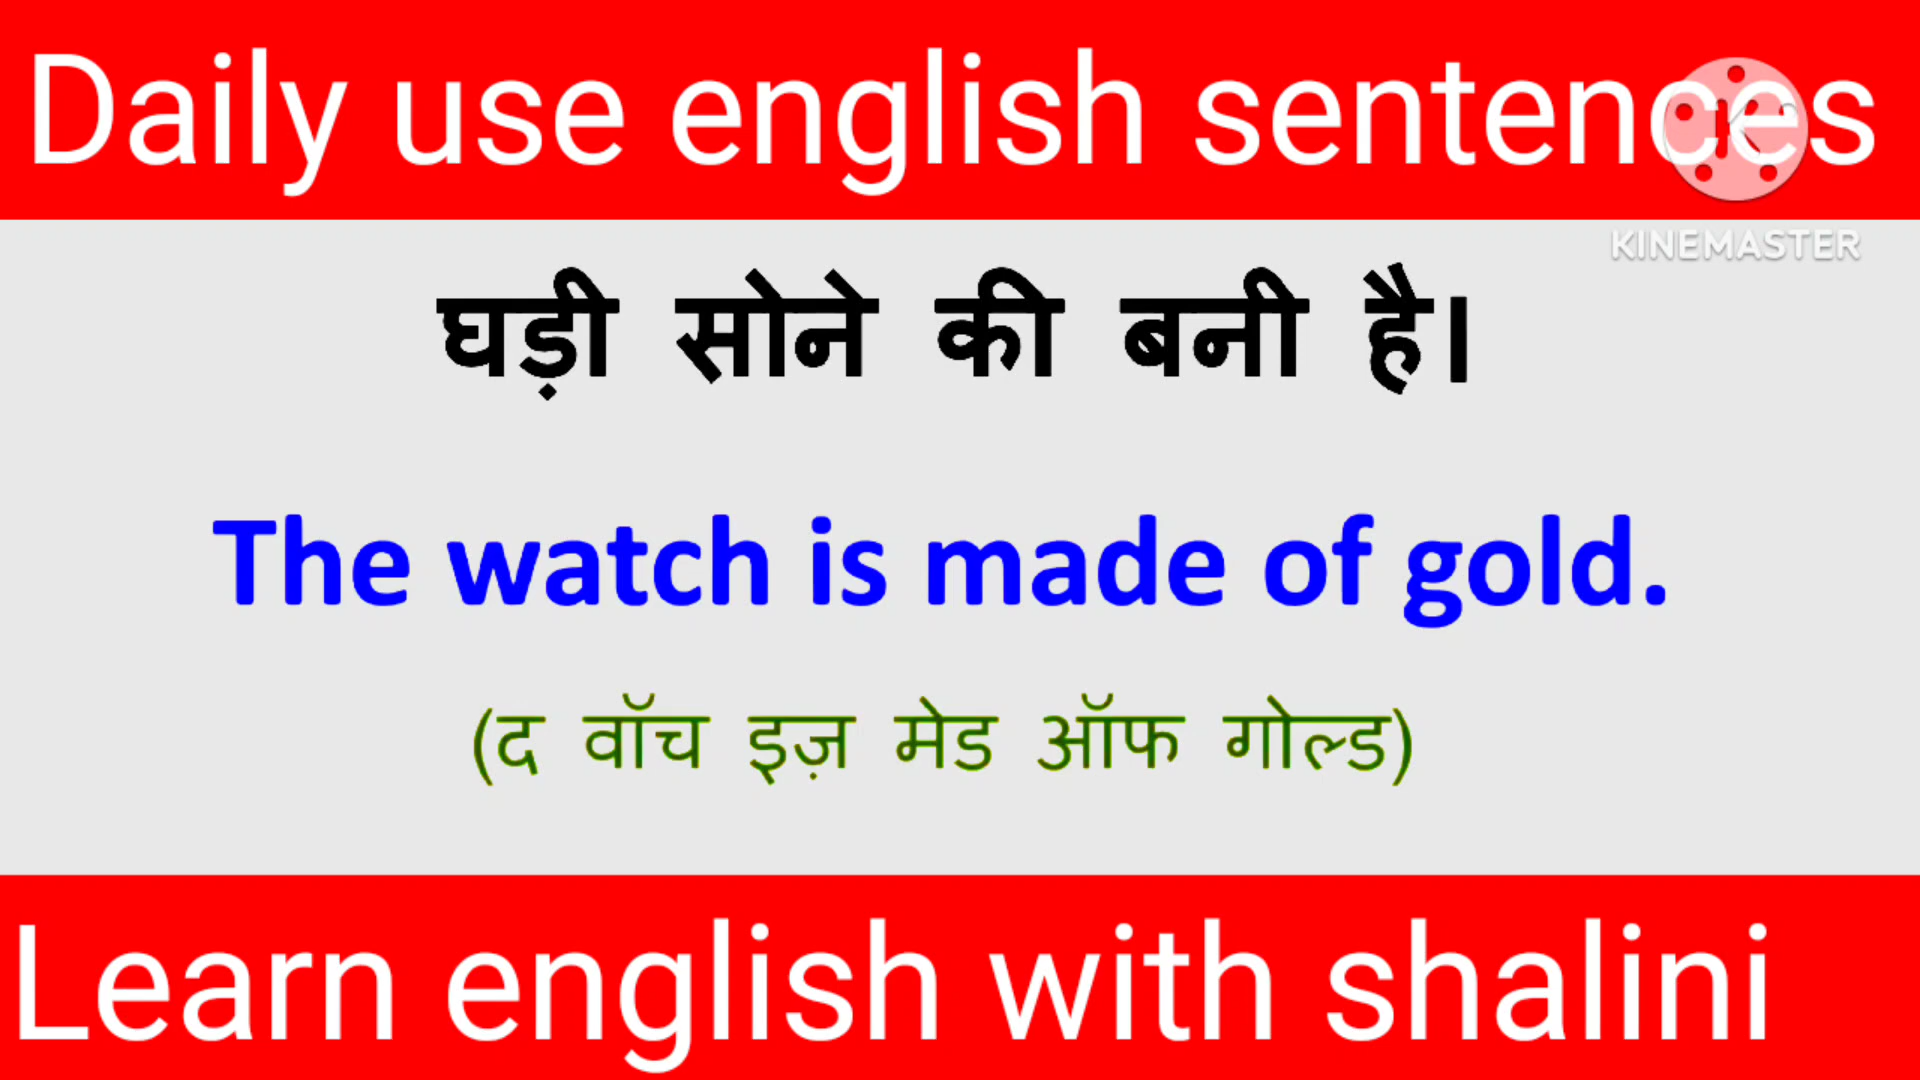 Daily use english sentences
KINEMASTER
घड़ी सोने की बनी है।
The watch is made of gold.
(द वॉच इज़ मेड ऑफ गोल्ड)
Learn english with shalini